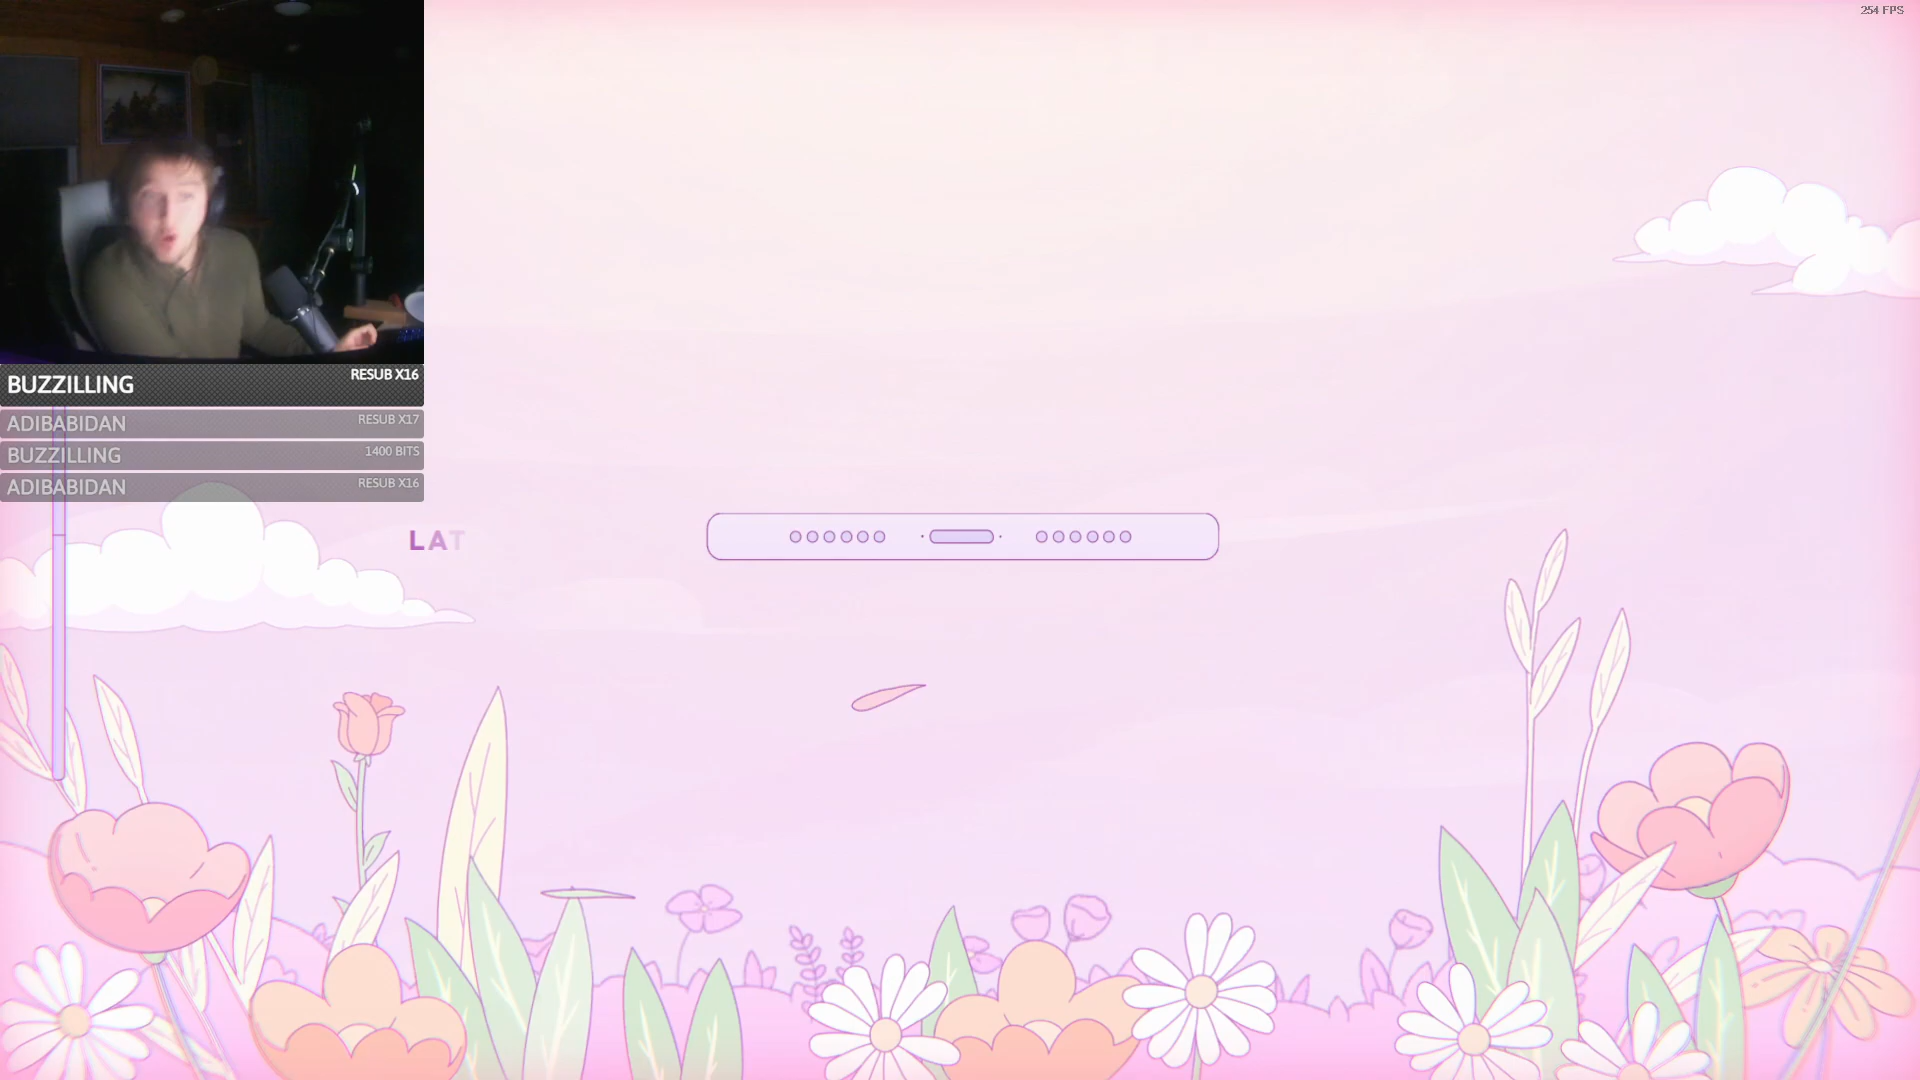 254 FPS
BUZZILLING RESUB X16
ADIBABIDAN RESUB X17
BUZZILLING 1400 BITS
ADIBABIDAN RESUB X16
LAT